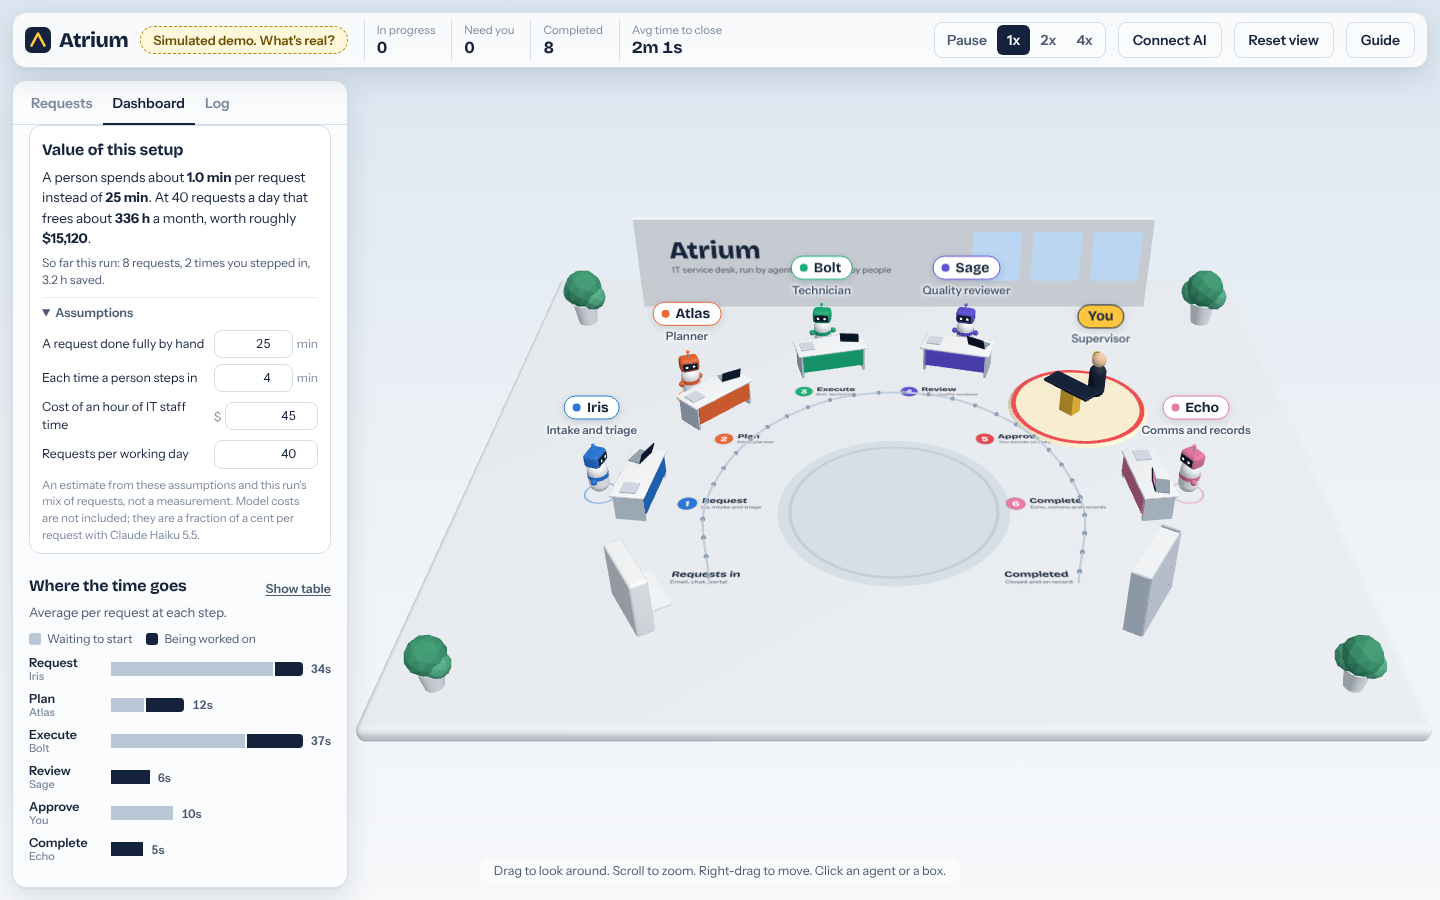 Atrium
Simulated demo. What's real?
In progress
0
Need you
0
Completed
8
Avg time to close
2m 1s
Pause
1x
2x
4x
Connect AI
Reset view
Guide
Requests
Dashboard
Log
Value of this setup
A person spends about 1.0 min per request
instead of 25 min. At 40 requests a day that
frees about 336 h a month, worth roughly
$15,120.
So far this run: 8 requests, 2 times you stepped in,
3.2 h saved.
▼ Assumptions
A request done fully by hand 25 min
Each time a person steps in 4 min
Cost of an hour of IT staff
time
$ 45
Requests per working day 40
An estimate from these assumptions and this run's
mix of requests, not a measurement. Model costs
are not included; they are a fraction of a cent per
request with Claude Haiku 5.5.
Where the time goes
Show table
Average per request at each step.
Waiting to start
Being worked on
Request
Iris
34s
Plan
Atlas
12s
Execute
Bolt
37s
Review
Sage
6s
Approve
You
10s
Complete
Echo
5s
Atrium
IT service desk, run by agent
by people
Bolt
Technician
Sage
Quality reviewer
Atlas
Planner
You
Supervisor
Iris
Intake and triage
Echo
Comms and records
3 Execute
Review
2 Plan
5 Approv
1 Request
intake and triage
6 Complete
Echo, comms and records
Requests in
Email, chat, portal
Completed
Closed and on record
Drag to look around. Scroll to zoom. Right-drag to move. Click an agent or a box.